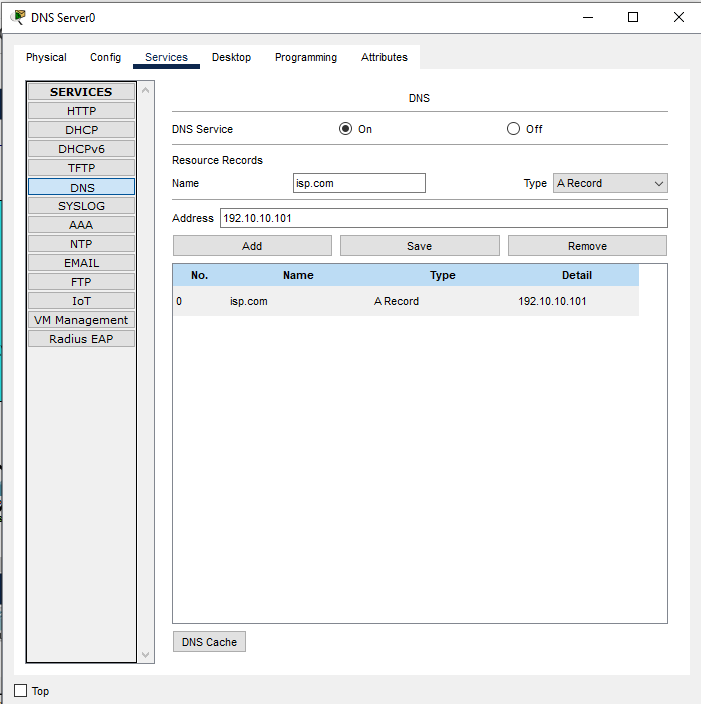 DNS Server0
Physical Config Services Desktop Programming Attributes
SERVICES
HTTP
DHCP
DHCPv6
TFTP
DNS
SYSLOG
AAA
NTP
EMAIL
FTP
IoT
VM Management
Radius EAP
DNS
DNS Service On Off
Resource Records
Name isp.com Type A Record
Address 192.10.10.101
Add Save Remove
No. Name Type Detail
0 isp.com A Record 192.10.10.101
DNS Cache
Top